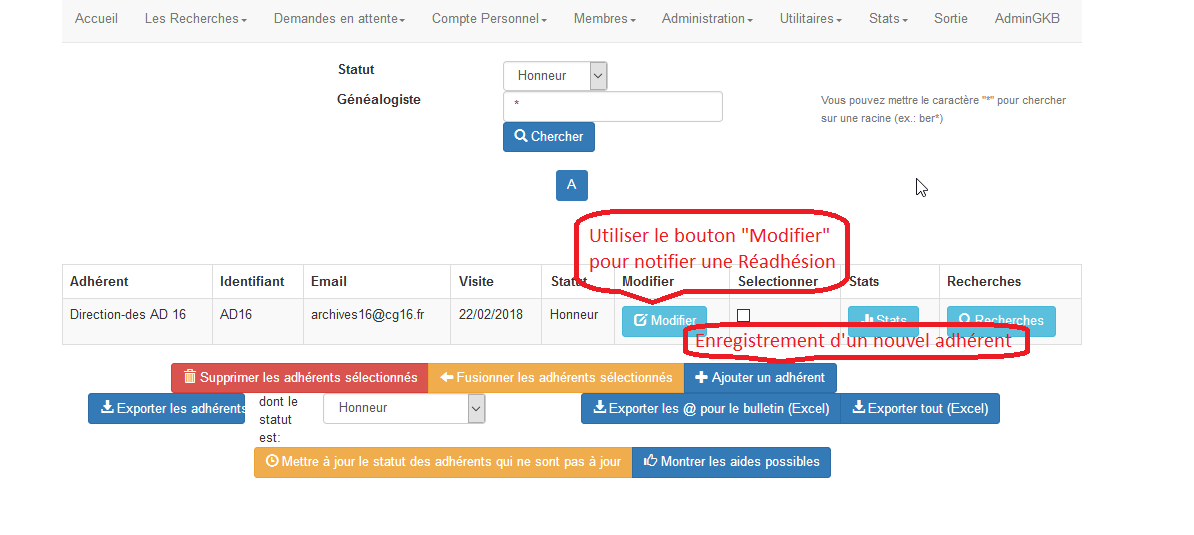 Accueil Les Recherches Demandes en attente Compte Personnel Membres Administration Utilitaires Stats Sortie AdminGKB
Statut Honneur
Généalogiste * Vous pouvez mettre le caractère "*" pour chercher
sur une racine (ex.: ber*)
Chercher
A
Utiliser le bouton "Modifier"
pour notifier une Réadhésion
Adhérent Identifiant Email Visite Statut Modifier Selectionner Stats Recherches
Direction-des AD 16 AD16 archives16@cg16.fr 22/02/2018 Honneur Modifier Stats Recherches
Enregistrement d'un nouvel adhérent
Supprimer les adhérents sélectionnés Fusionner les adhérents sélectionnés Ajouter un adhérent
Exporter les adhérents dont le Honneur Exporter les @ pour le bulletin (Excel) Exporter tout (Excel)
statut
est:
Mettre à jour le statut des adhérents qui ne sont pas à jour Montrer les aides possibles